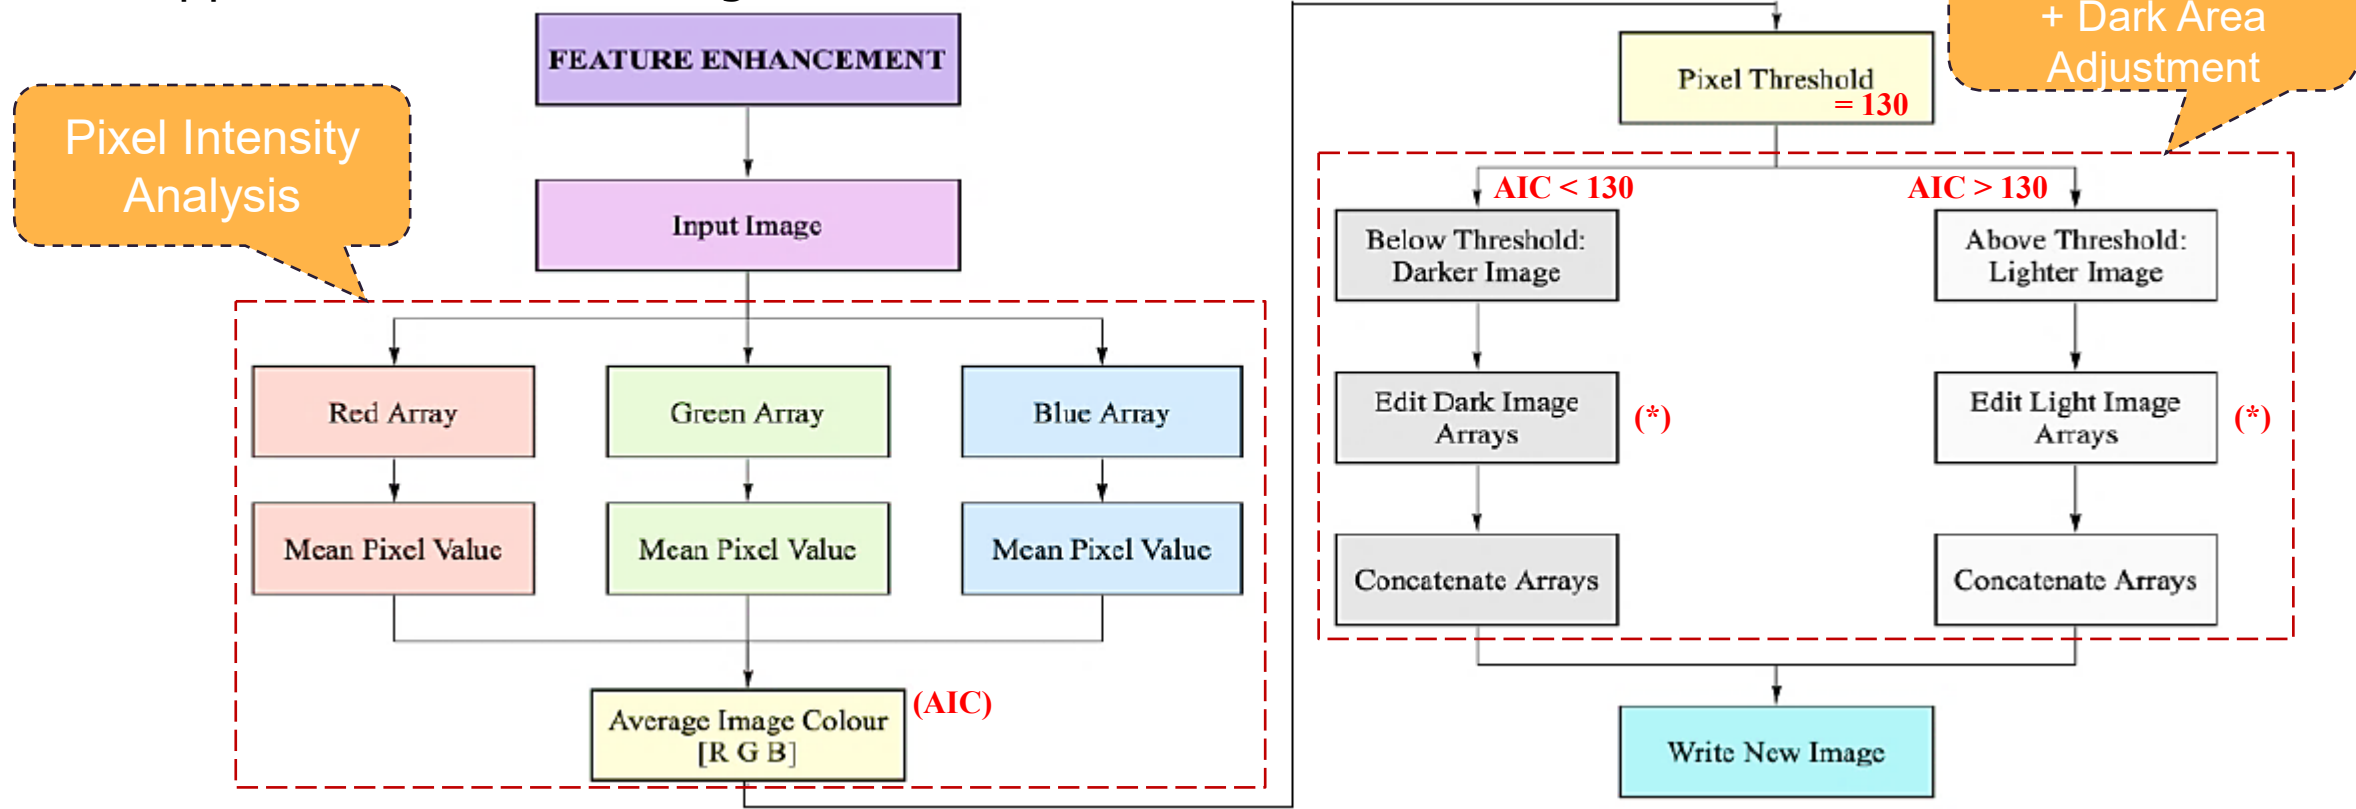 FEATURE ENHANCEMENT
Pixel Intensity
Analysis
Input Image
Red Array
Green Array
Blue Array
Mean Pixel Value
Mean Pixel Value
Mean Pixel Value
Average Image Colour
[R G B]
(AIC)
+ Dark Area
Adjustment
Pixel Threshold
= 130
AIC < 130
AIC > 130
Below Threshold:
Darker Image
Above Threshold:
Lighter Image
Edit Dark Image
Arrays
(*)
Edit Light Image
Arrays
(*)
Concatenate Arrays
Concatenate Arrays
Write New Image